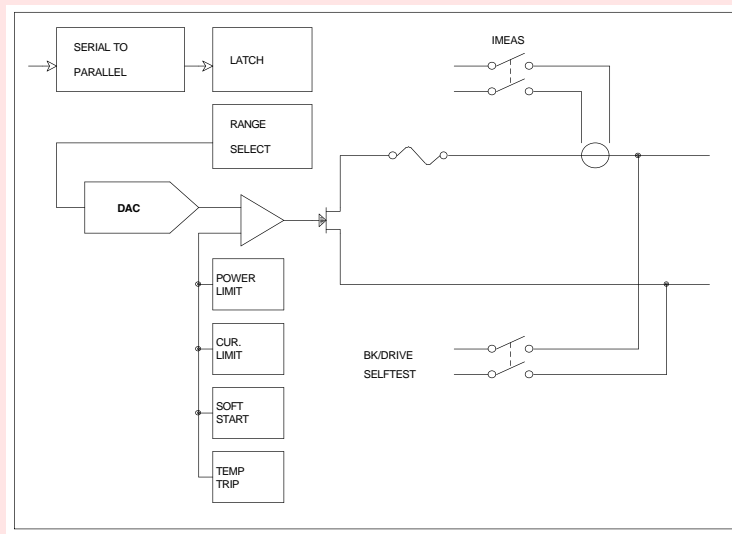 SERIAL TO
PARALLEL
LATCH
IMEAS
RANGE
SELECT
DAC
POWER
LIMIT
CUR.
LIMIT
BK/DRIVE
SELFTEST
SOFT
START
TEMP
TRIP